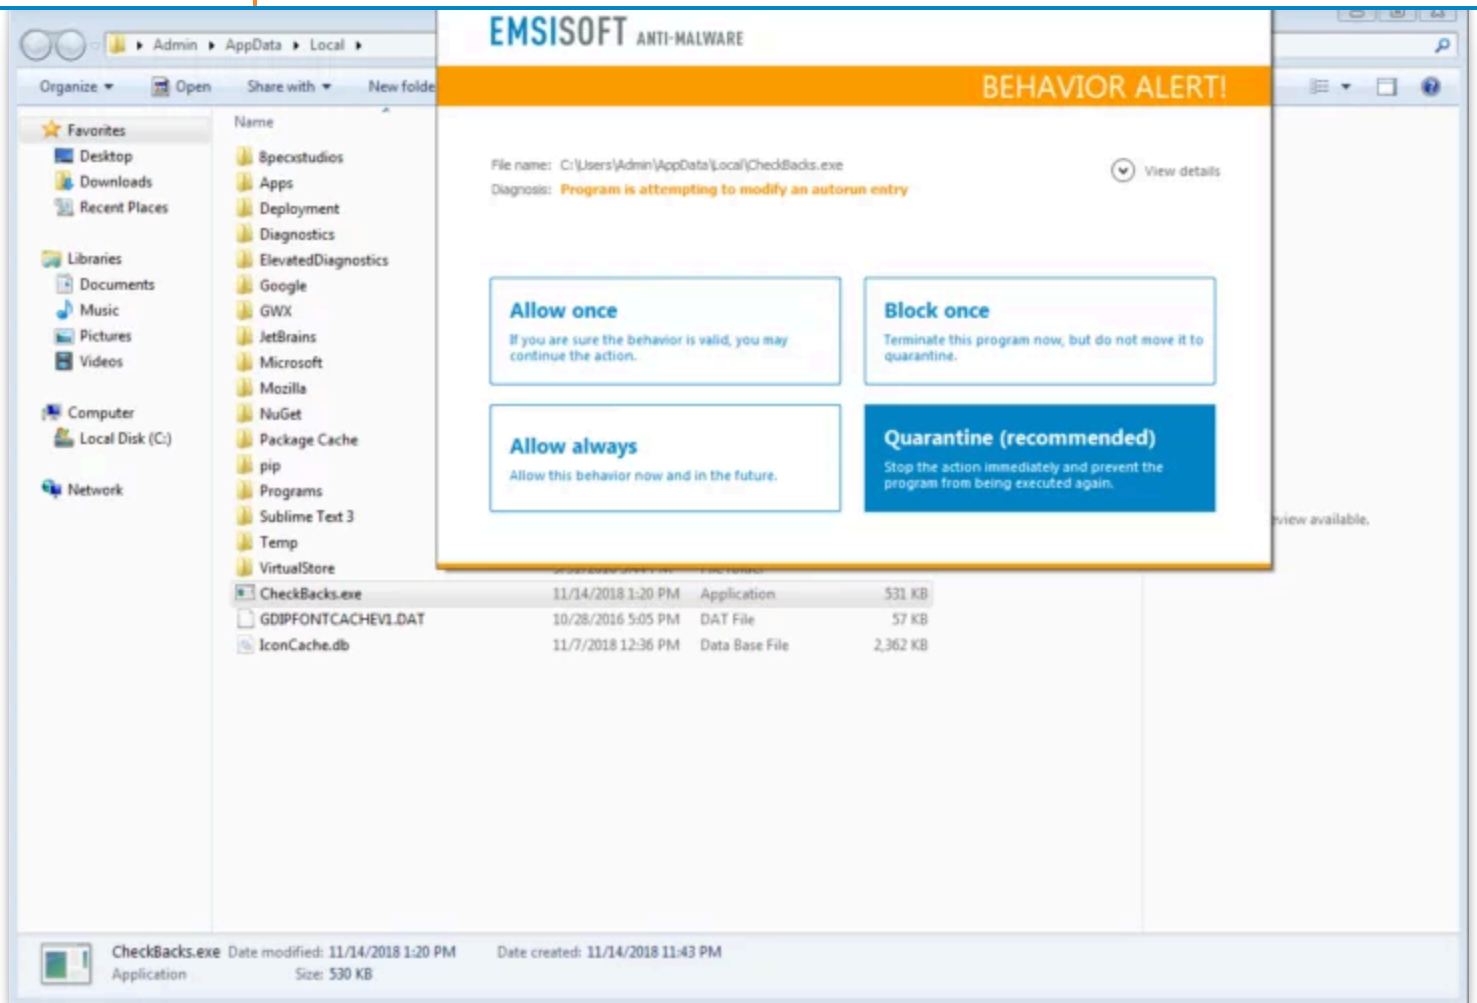 EMSISOFT ANTI-MALWARE
Admin AppData Local
Organize Open Share with New folde
BEHAVIOR ALERT!
Favorites
Desktop
Downloads
Recent Places
Libraries
Documents
Music
Pictures
Videos
Computer
Local Disk (C:)
Network
Name
8pecxstudios
Apps
Deployment
Diagnostics
ElevatedDiagnostics
Google
GWX
JetBrains
Microsoft
Mozilla
NuGet
Package Cache
pip
Programs
Sublime Text 3
Temp
VirtualStore
CheckBacks.exe 11/14/2018 1:20 PM Application 531 KB
GDIPFONTCACHEV1.DAT 10/28/2016 5:05 PM DAT File 57 KB
IconCache.db 11/7/2018 12:36 PM Data Base File 2,362 KB
File name: C:\Users\Admin\AppData\Local\CheckBacks.exe
View details
Diagnosis: Program is attempting to modify an autorun entry
Allow once
If you are sure the behavior is valid, you may
continue the action.
Block once
Terminate this program now, but do not move it to
quarantine.
Allow always
Allow this behavior now and in the future.
Quarantine (recommended)
Stop the action immediately and prevent the
program from being executed again.
view available.
CheckBacks.exe Date modified: 11/14/2018 1:20 PM Date created: 11/14/2018 11:43 PM
Application Size: 530 KB